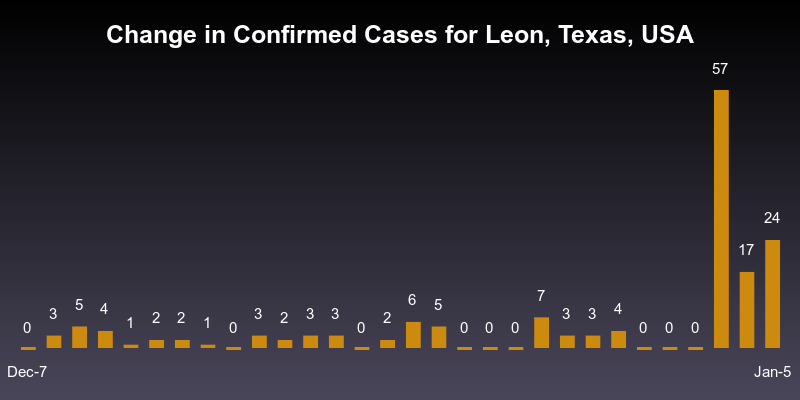 Change in Confirmed Cases for Leon, Texas, USA
0 3 5 4 1 2 2 1 0 3 2 3 3 0 2 6 5 0 0 0 7 3 3 4 0 0 0 57 17 24
Dec-7 Jan-5